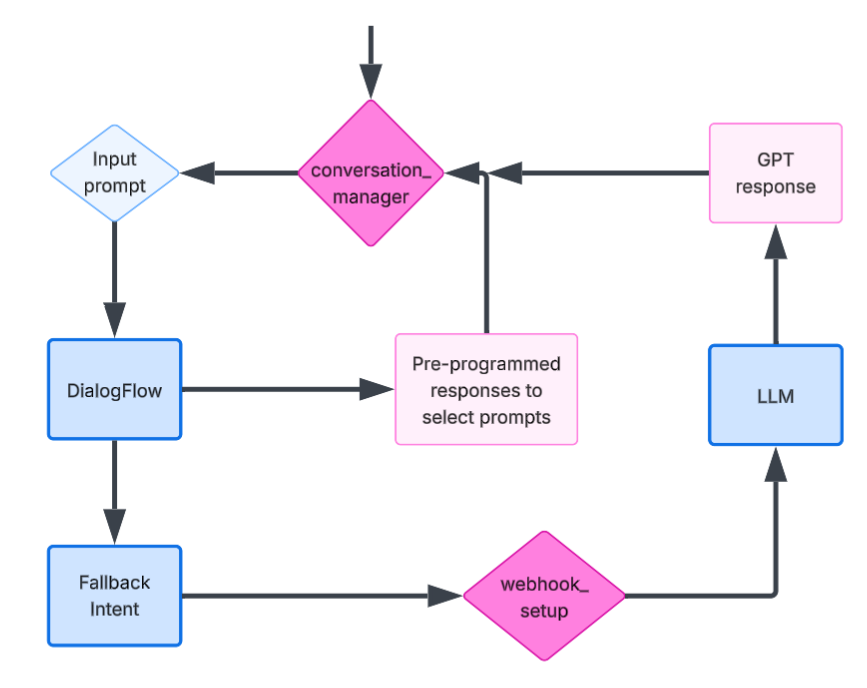 Input
prompt
conversation_
manager
GPT
response
DialogFlow
Pre-programmed
responses to
select prompts
LLM
Fallback
Intent
webhook_
setup